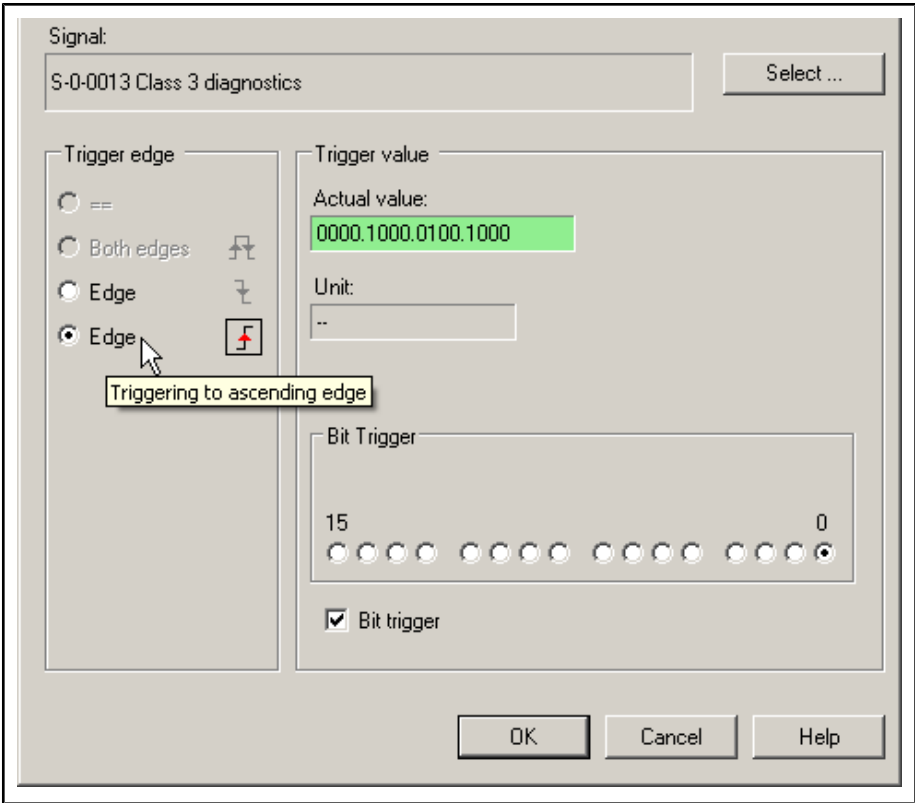 Signal:
S-0-0013 Class 3 diagnostics
Select ...
Trigger edge
==
Both edges
Edge
Edge
Triggering to ascending edge
Trigger value
Actual value:
0000.1000.0100.1000
Unit:
--
Bit Trigger
15 0
Bit trigger
OK Cancel Help